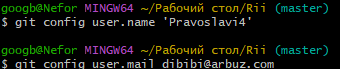 googb@Nefor MINGW64 ~/Рабочий стол/Rii (master)
$ git config user.name 'Pravoslavi4'
googb@Nefor MINGW64 ~/Рабочий стол/Rii (master)
$ git config user.mail dibibi@arbuz.com